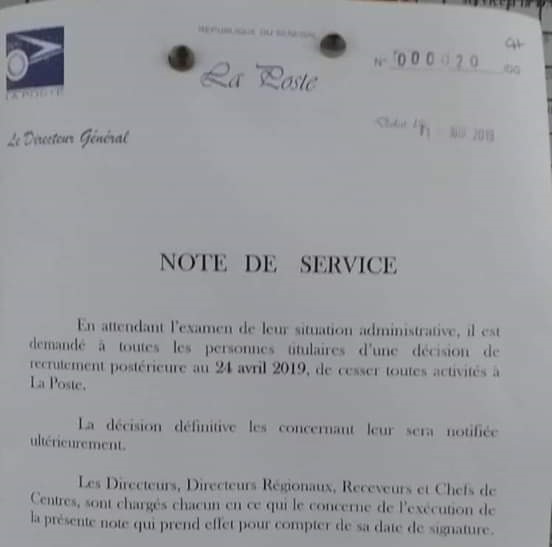 REPUBLIQUE DU SENEGAL
LA POSTE
La Poste
N° 000020 /DG
Le Directeur Général
2019
NOTE DE SERVICE
En attendant l'examen de leur situation administrative, il est
demandé à toutes les personnes titulaires d'une décision de
recrutement postérieure au 24 avril 2019, de cesser toutes activités à
La Poste.
La décision définitive les concernant leur sera notifiée
ultérieurement.
Les Directeurs, Directeurs Régionaux, Receveurs et Chefs de
Centres, sont chargés chacun en ce qui le concerne de l'exécution de
la présente note qui prend effet pour compter de sa date de signature.